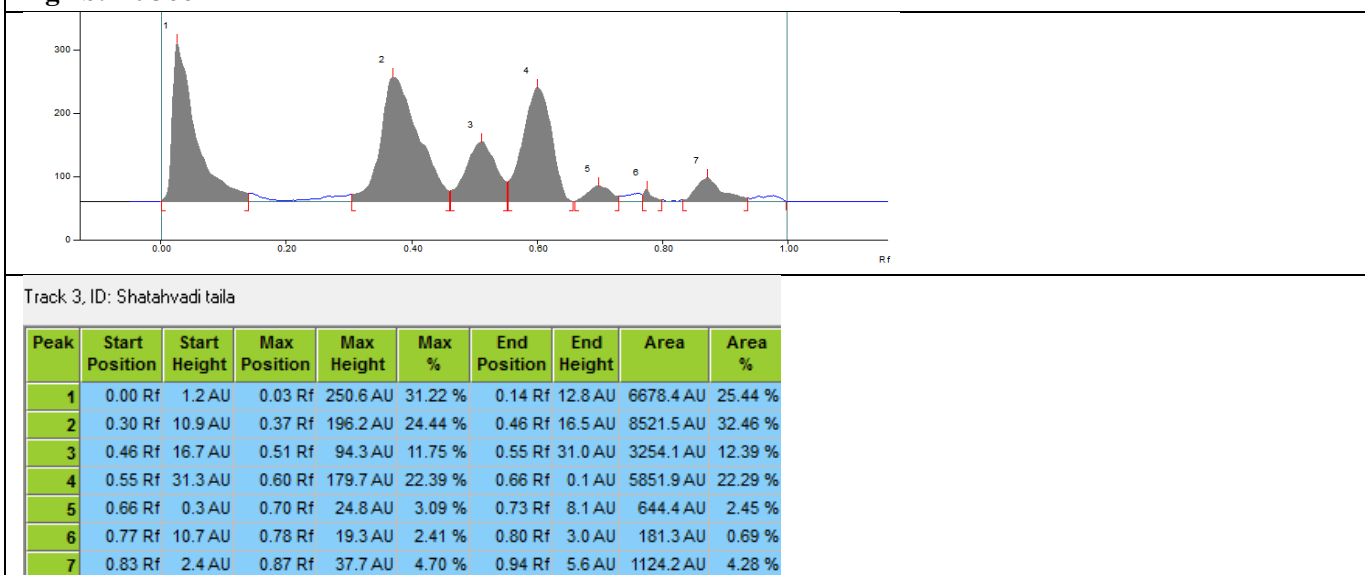 1
2
3
4
5
6
7
300
200
100
0
0.00 0.20 0.40 0.60 0.80 1.00
Rf
Track 3, ID: Shatahvadi taila
Peak Start Position Start Height Max Position Max Height Max % End Position End Height Area Area %
1 0.00 Rf 1.2 AU 0.03 Rf 250.6 AU 31.22 % 0.14 Rf 12.8 AU 6678.4 AU 25.44 %
2 0.30 Rf 10.9 AU 0.37 Rf 196.2 AU 24.44 % 0.46 Rf 16.5 AU 8521.5 AU 32.46 %
3 0.46 Rf 16.7 AU 0.51 Rf 94.3 AU 11.75 % 0.55 Rf 31.0 AU 3254.1 AU 12.39 %
4 0.55 Rf 31.3 AU 0.60 Rf 179.7 AU 22.39 % 0.66 Rf 0.1 AU 5851.9 AU 22.29 %
5 0.66 Rf 0.3 AU 0.70 Rf 24.8 AU 3.09 % 0.73 Rf 8.1 AU 644.4 AU 2.45 %
6 0.77 Rf 10.7 AU 0.78 Rf 19.3 AU 2.41 % 0.80 Rf 3.0 AU 181.3 AU 0.69 %
7 0.83 Rf 2.4 AU 0.87 Rf 37.7 AU 4.70 % 0.94 Rf 5.6 AU 1124.2 AU 4.28 %